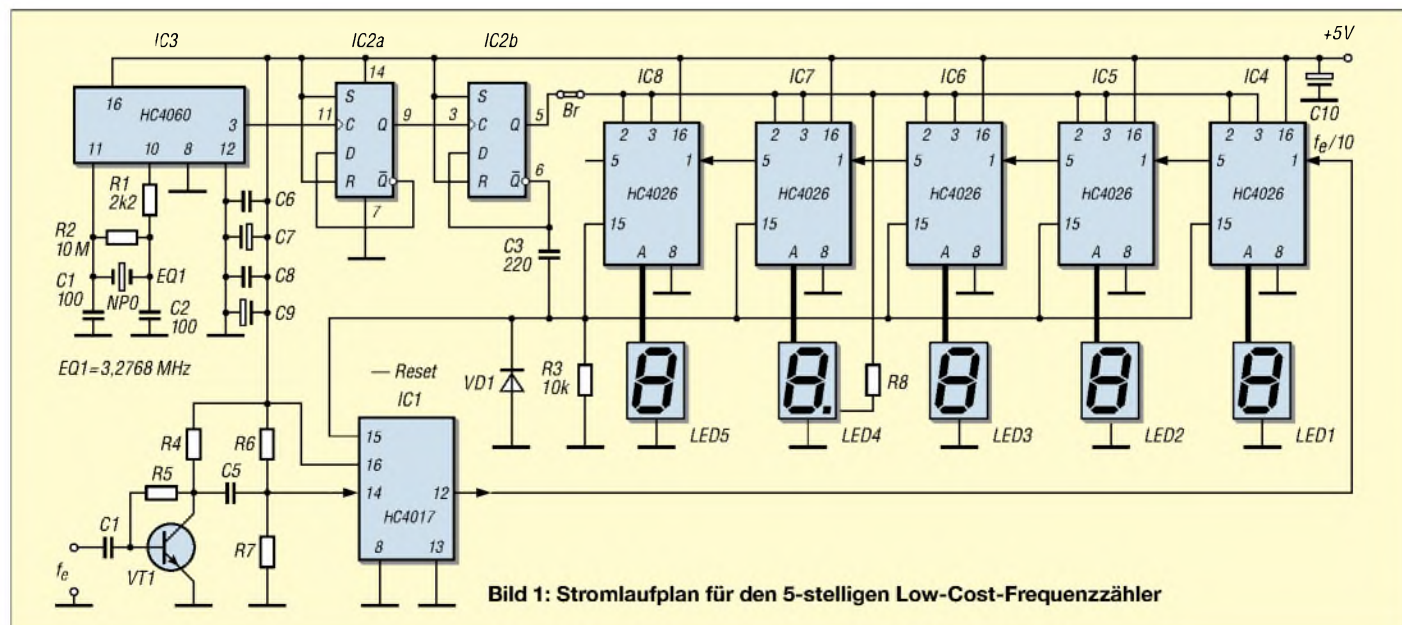 IC3
IC2a
IC2b
+5V
16
HC4060
3
11
10
8
12
R1
2k2
R2
10 M
C1
100
NP0
EQ1
C2
100
C6
C7
C8
C9
EQ1=3,2768 MHz
14
S
11
C
Q
9
D
R
Q̅
7
S
3
C
Q
5
D
R
Q̅
6
Br
C3
220
IC8
2
3
16
5
1
HC4026
15
A
8
IC7
2
3
16
5
1
HC4026
15
A
8
IC6
2
3
16
5
1
HC4026
15
A
8
IC5
2
3
16
5
1
HC4026
15
A
8
IC4
2
3
16
5
1
HC4026
15
A
8
C10
fe/10
VD1
R3
10k
R8
8
LED5
8.
LED4
8
LED3
8
LED2
8
LED1
— Reset
IC1
15
16
14
12
HC4017
8
13
R4
R6
R5
C5
C1
R7
fe
VT1
Bild 1: Stromlaufplan für den 5-stelligen Low-Cost-Frequenzzähler